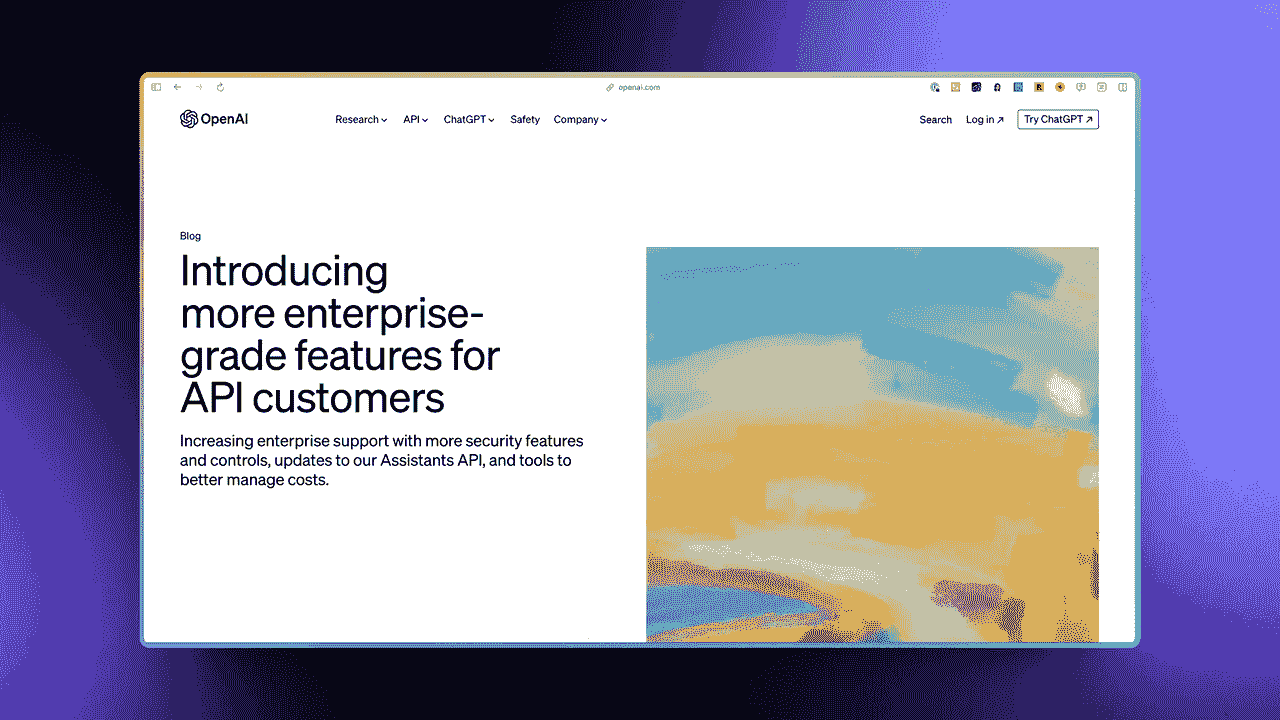 openai.com
OpenAI
Research
API
ChatGPT
Safety
Company
Search
Log in ↗
Try ChatGPT ↗
Blog
Introducing
more enterprise-
grade features for
API customers
Increasing enterprise support with more security features
and controls, updates to our Assistants API, and tools to
better manage costs.